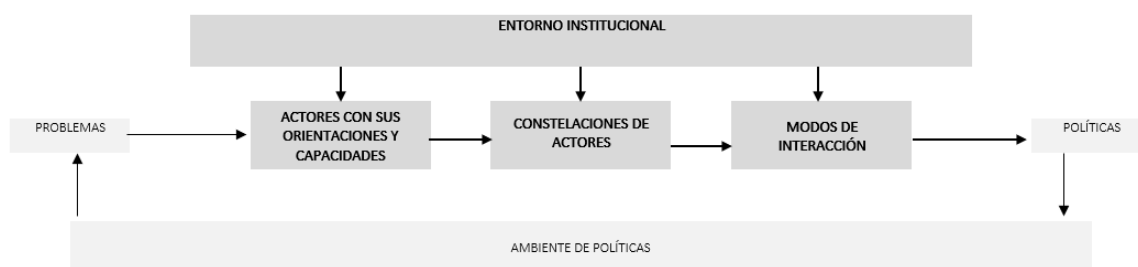 ENTORNO INSTITUCIONAL
PROBLEMAS
ACTORES CON SUS
ORIENTACIONES Y
CAPACIDADES
CONSTELACIONES DE
ACTORES
MODOS DE
INTERACCIÓN
POLÍTICAS
AMBIENTE DE POLÍTICAS